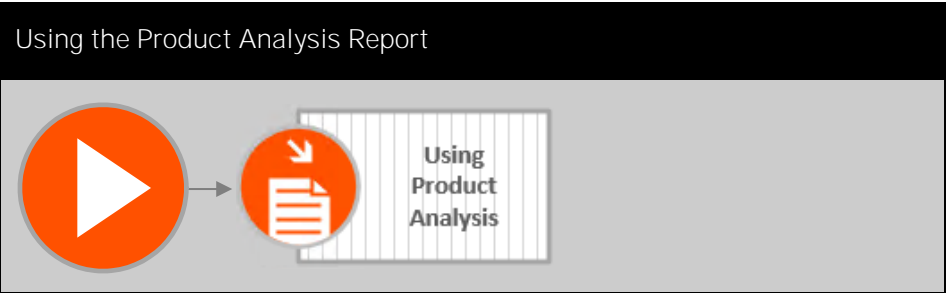 Using the Product Analysis Report
Using
Product
Analysis